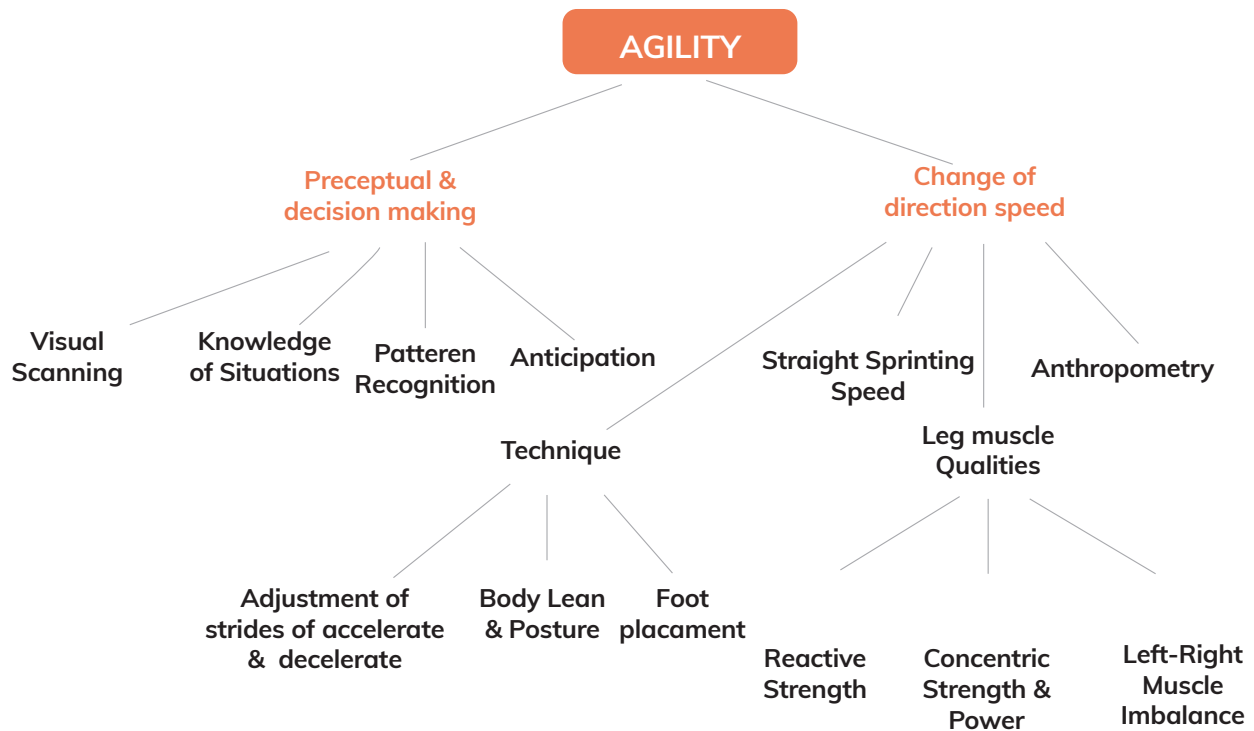 AGILITY
Preceptual &
decision making
Change of
direction speed
Visual
Scanning
Knowledge
of Situations
Patteren
Recognition
Anticipation
Straight Sprinting
Speed
Anthropometry
Technique
Leg muscle
Qualities
Adjustment of
strides of accelerate
& decelerate
Body Lean
& Posture
Foot
placament
Reactive
Strength
Concentric
Strength &
Power
Left-Right
Muscle
Imbalance